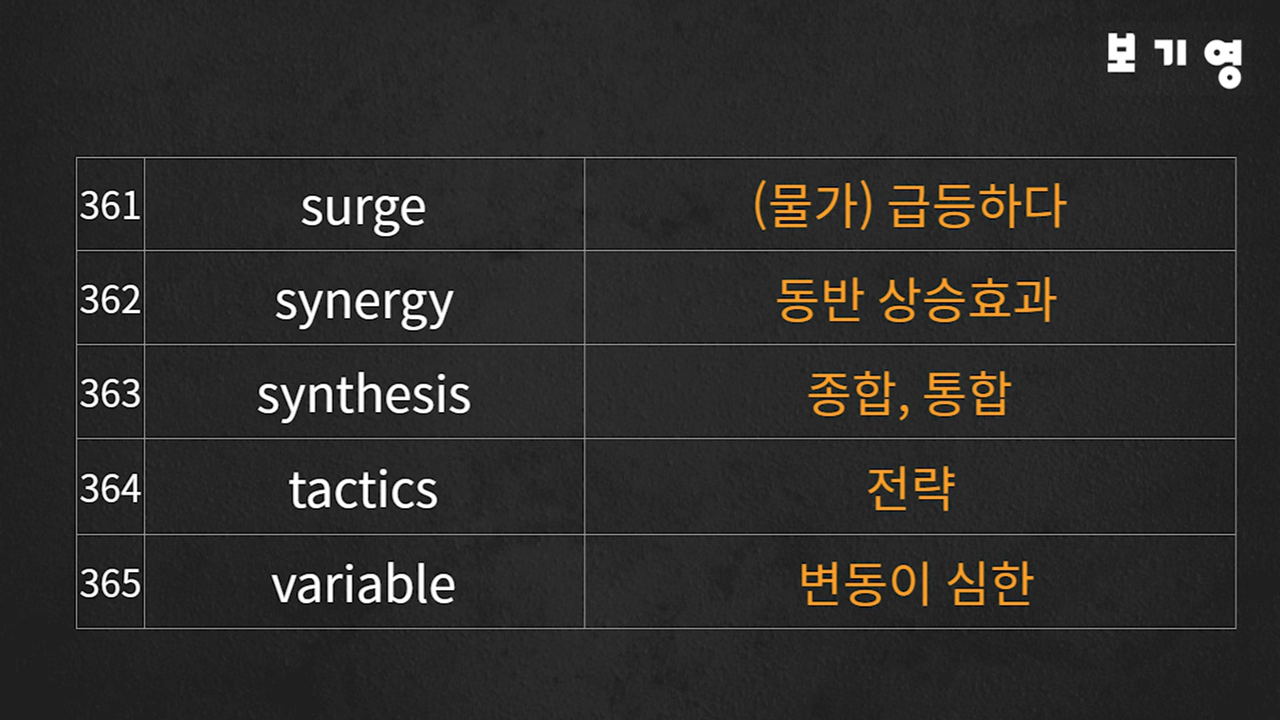 보기영
361 surge (물가) 급등하다
362 synergy 동반 상승효과
363 synthesis 종합, 통합
364 tactics 전략
365 variable 변동이 심한